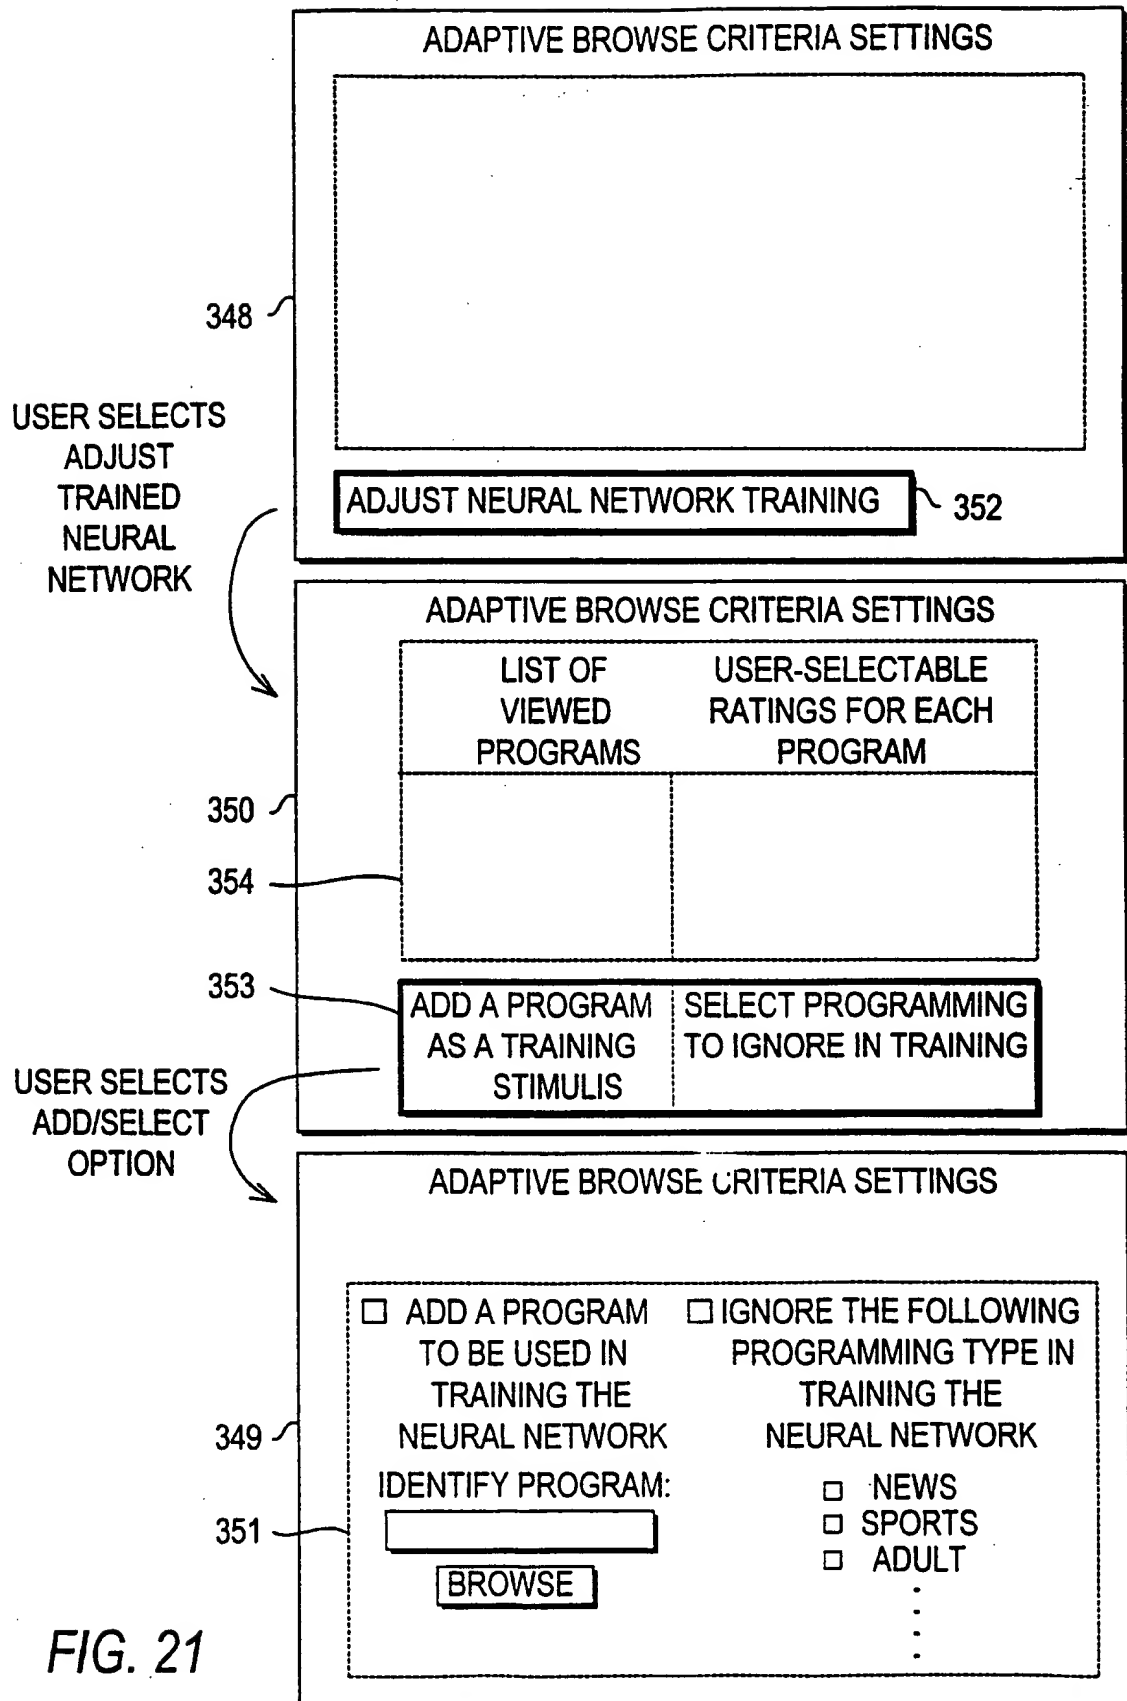 ADAPTIVE BROWSE CRITERIA SETTINGS
348
USER SELECTS
ADJUST
TRAINED
NEURAL
NETWORK
ADJUST NEURAL NETWORK TRAINING
352
ADAPTIVE BROWSE CRITERIA SETTINGS
LIST OF
VIEWED
PROGRAMS
USER-SELECTABLE
RATINGS FOR EACH
PROGRAM
350
354
353
ADD A PROGRAM
AS A TRAINING
STIMULIS
SELECT PROGRAMMING
TO IGNORE IN TRAINING
USER SELECTS
ADD/SELECT
OPTION
ADAPTIVE BROWSE CRITERIA SETTINGS
ADD A PROGRAM
TO BE USED IN
TRAINING THE
NEURAL NETWORK
IDENTIFY PROGRAM:
BROWSE
IGNORE THE FOLLOWING
PROGRAMMING TYPE IN
TRAINING THE
NEURAL NETWORK
NEWS
SPORTS
ADULT
349
351
FIG. 21